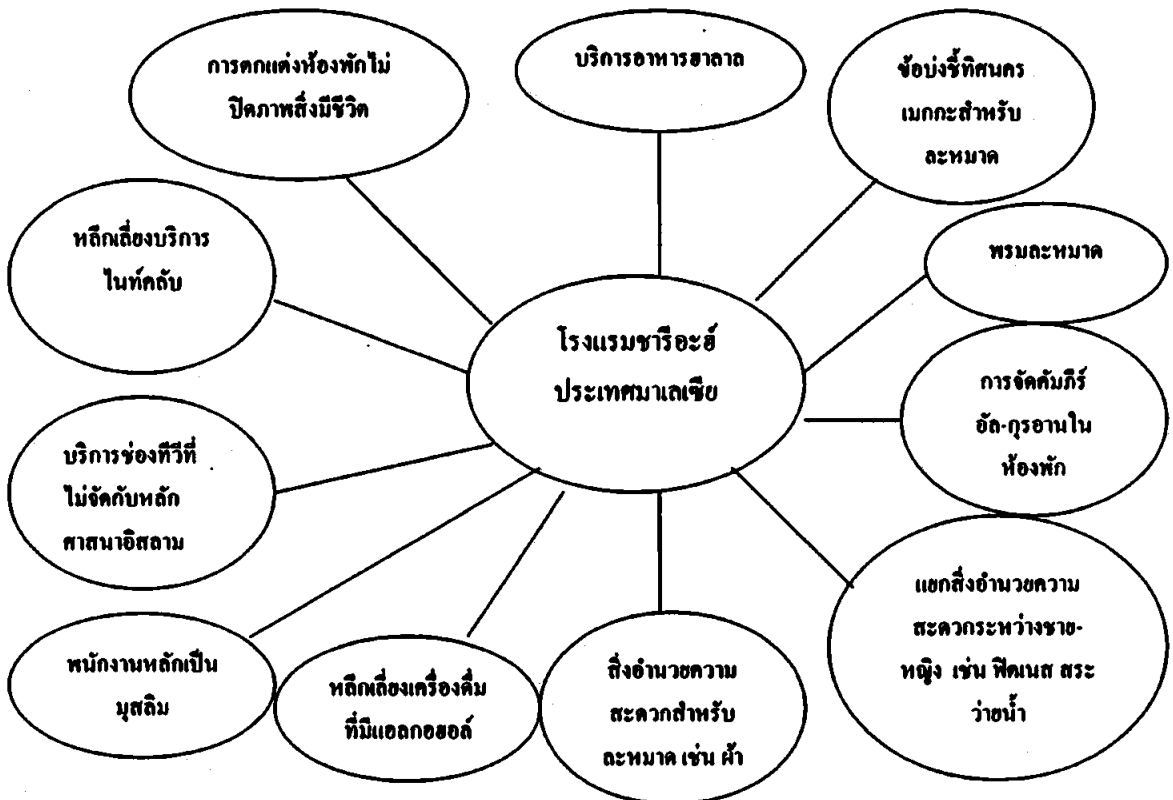 การตกแต่งห้องพักไม่
ปิดภาพสิ่งมีชีวิต
บริการอาหารฮาลาล
ข้อบ่งชี้ทิศนคร
เมกกะสำหรับ
ละหมาด
หลีกเลี่ยงบริการ
ไนท์คลับ
พรมละหมาด
โรงแรมชารีอะฮ์
ประเทศมาเลเซีย
การจัดคัมภีร์
อัล-กุรอานใน
ห้องพัก
บริการช่องทีวีที่
ไม่จัดกับหลัก
ศาสนาอิสลาม
แยกสิ่งอำนวยความ
สะดวกระหว่างชาย-
หญิง เช่น ฟิตเนส สระ
ว่ายน้ำ
พนักงานหลักเป็น
มุสลิม
หลีกเลี่ยงเครื่องดื่ม
ที่มีแอลกอฮอล์
สิ่งอำนวยความ
สะดวกสำหรับ
ละหมาด เช่น ผ้า